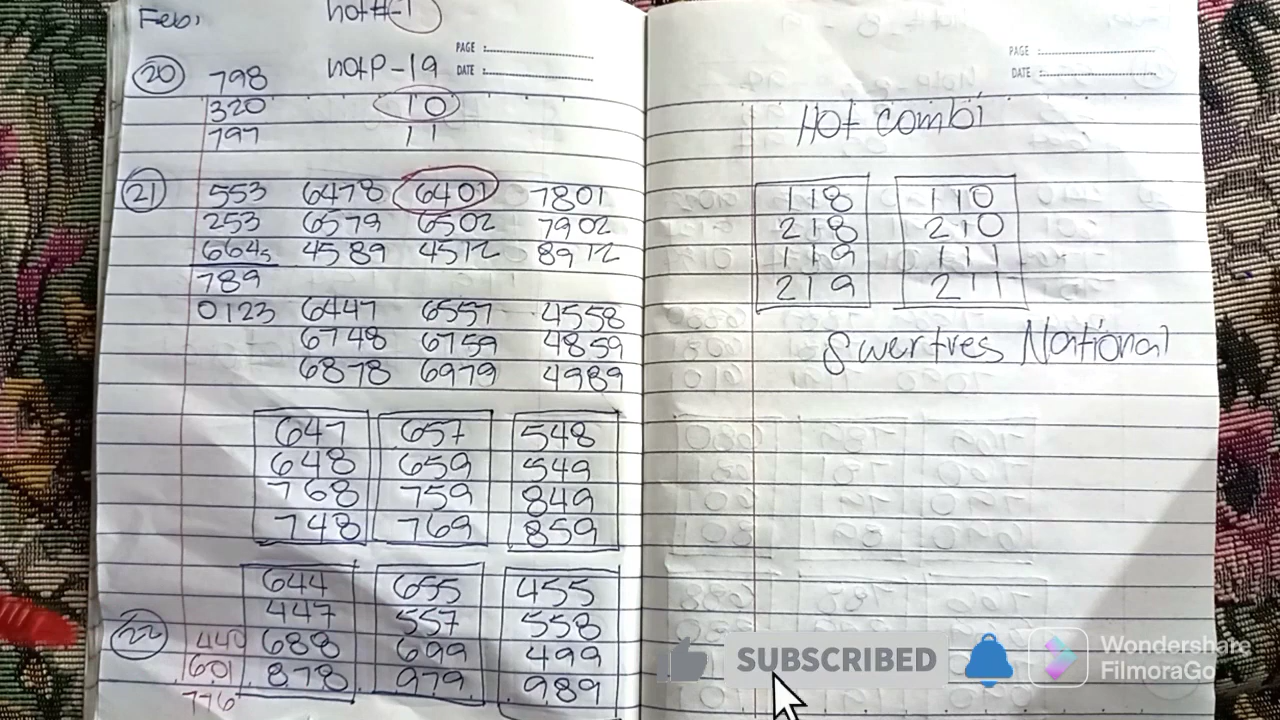 Feb,
hot#-1
PAGE :
DATE :
20 798 hotP-19
320 10
797 11
21 553 6478 6401 7801
253 6579 6502 7902
664s 4589 4512 8912
789
0123 6447 6557 4558
6748 6759 4859
6878 6979 4989
647 657 548
648 659 549
768 759 849
748 769 859
644 655 455
447 557 558
22 440 688 699 499
601 878 979 989
776
PAGE :
DATE :
Hot combi
118 110
218 210
119 111
219 211
Swertres National
SUBSCRIBED
Wondershare
FilmoraGo